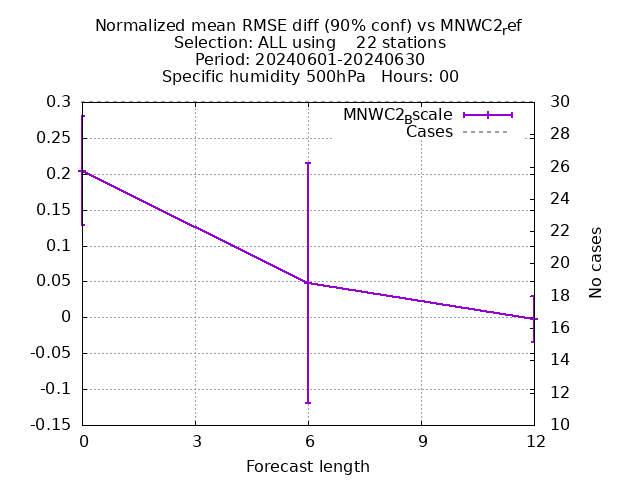 Normalized mean RMSE diff (90% conf) vs MNWC2_ref
Selection: ALL using 22 stations
Period: 20240601-20240630
Specific humidity 500hPa Hours: 00
MNWC2_Bscale
Cases
0.3
0.25
0.2
0.15
0.1
0.05
0
-0.05
-0.1
-0.15
30
28
26
24
22
20
18
16
14
12
10
No cases
0 3 6 9 12
Forecast length